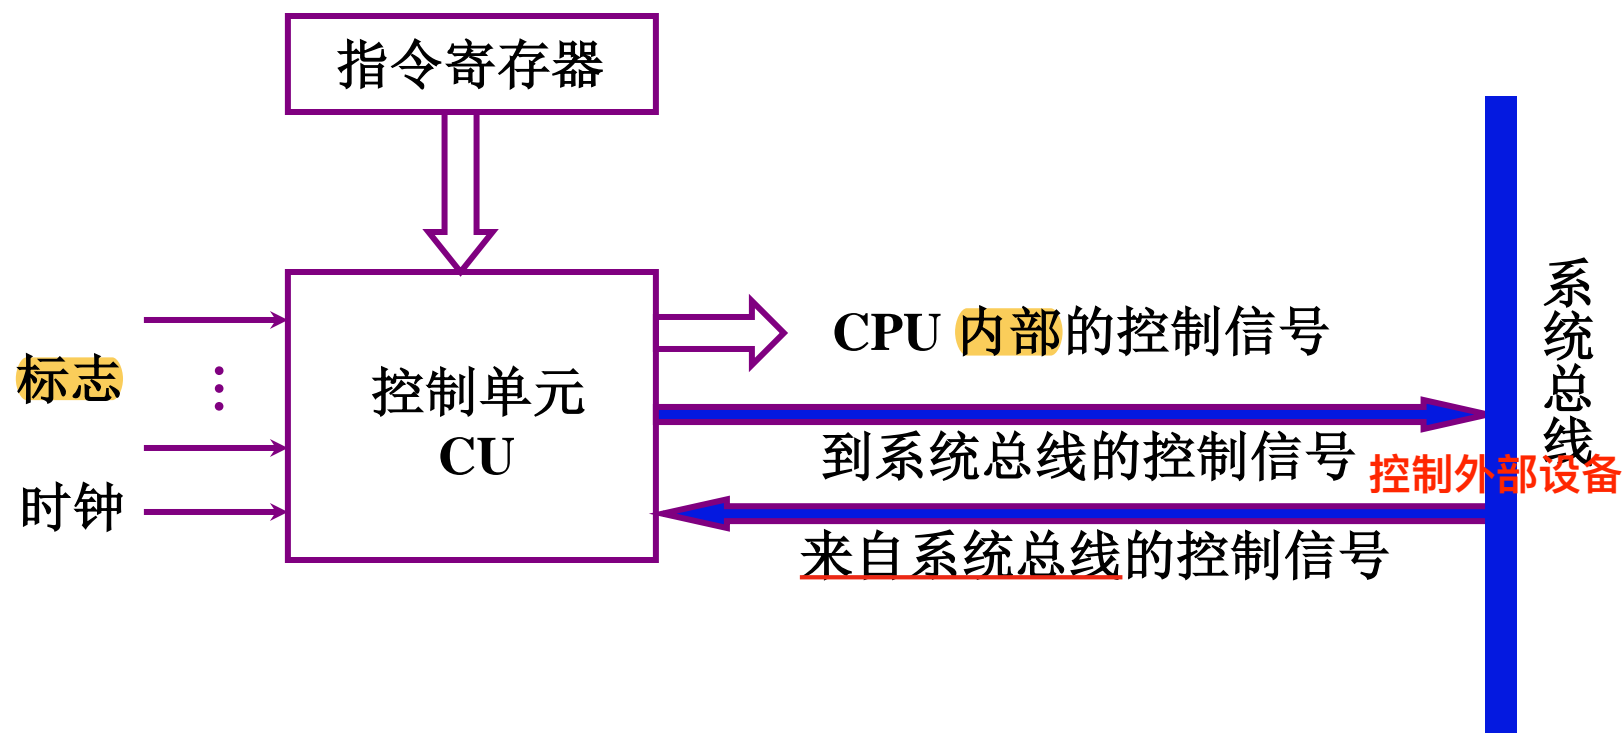 指令寄存器
CPU 内部的控制信号
标志
控制单元
CU
到系统总线的控制信号
时钟
来自系统总线的控制信号
系统总线
控制外部设备